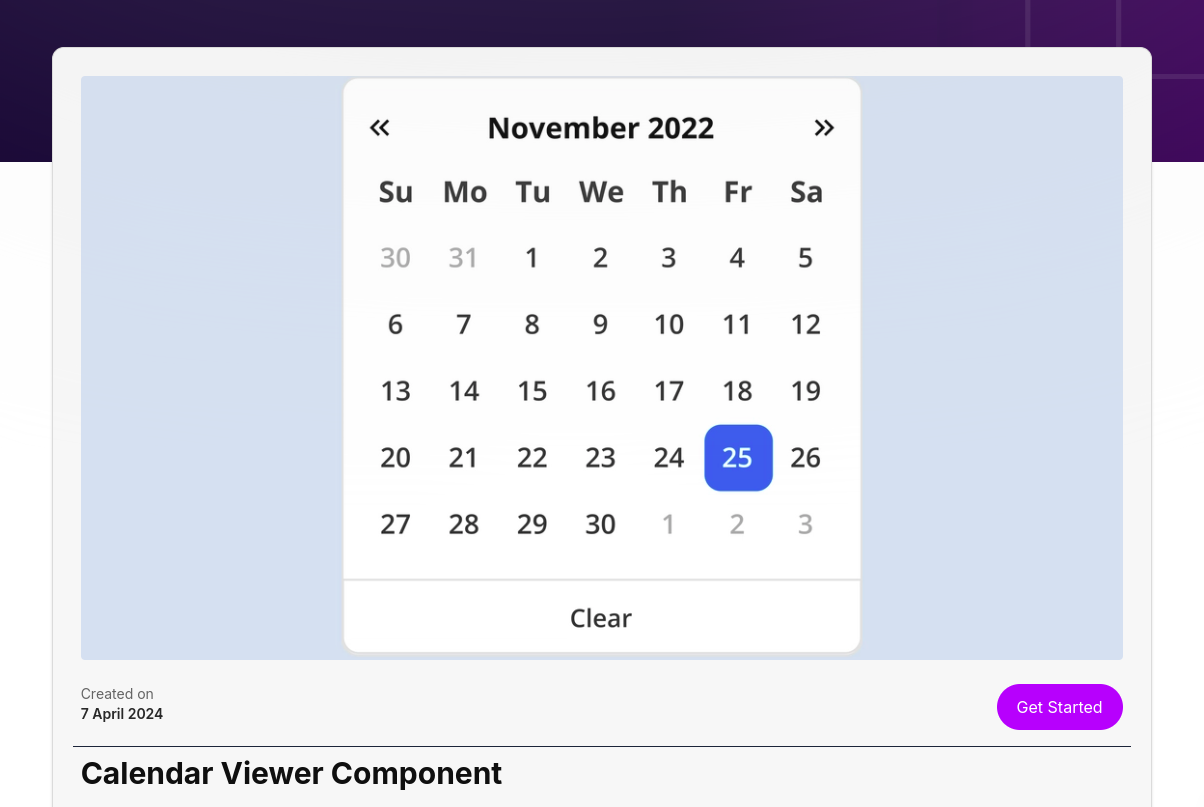 « November 2022 »
Su Mo Tu We Th Fr Sa
30 31 1 2 3 4 5
6 7 8 9 10 11 12
13 14 15 16 17 18 19
20 21 22 23 24 25 26
27 28 29 30 1 2 3
Clear
Created on
7 April 2024
Get Started
Calendar Viewer Component